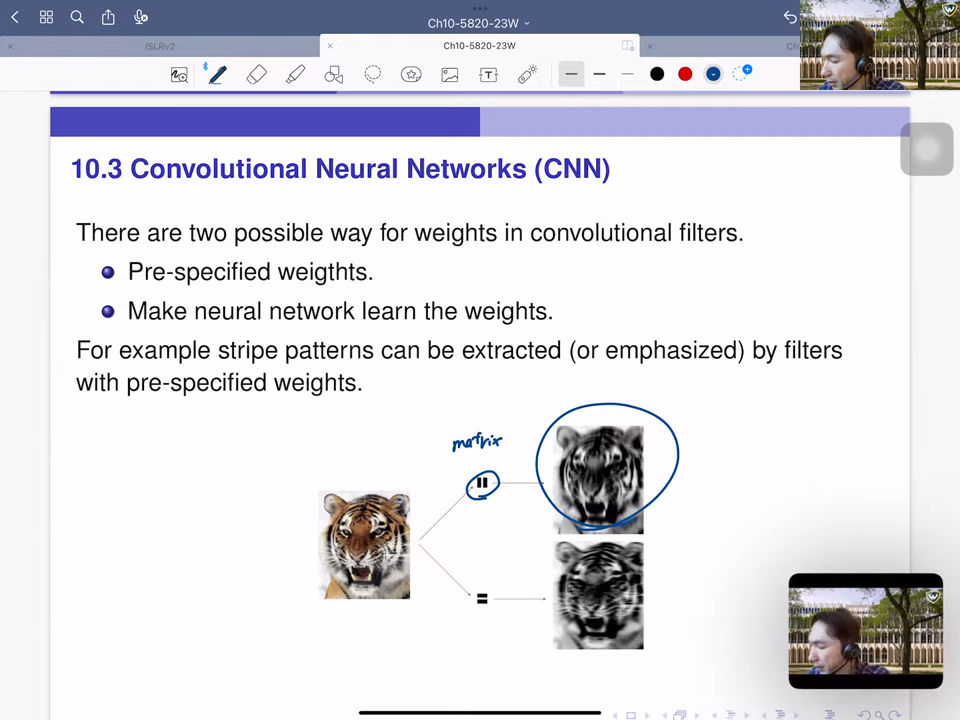 Ch10-5820-23W
ISLRv2
Ch10-5820-23W
Ch
10.3 Convolutional Neural Networks (CNN)
There are two possible way for weights in convolutional filters.
Pre-specified weigthts.
Make neural network learn the weights.
For example stripe patterns can be extracted (or emphasized) by filters
with pre-specified weights.
matrix